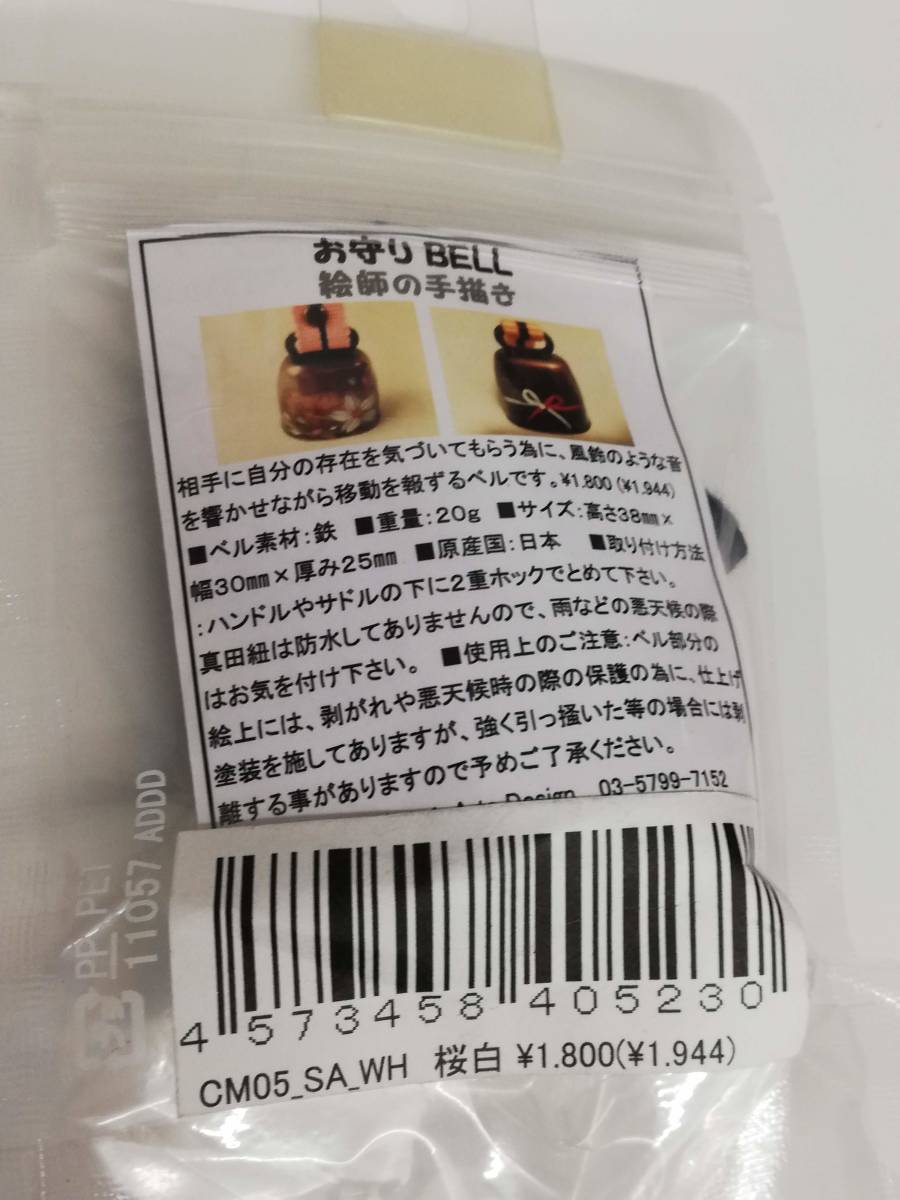 お守り BELL
絵師の手描き
相手に自分の存在を気づいてもらう為に、風鈴のような音
を響かせながら移動を報ずるベルです。¥1.800(¥1.944)
■ベル素材:鉄 ■重量:20g ■サイズ:高さ38mm×
幅30mm×厚み25mm ■原産国:日本 ■取り付け方法
:ハンドルやサドルの下に2重ホックでとめて下さい。
真田紐は防水してありませんので、雨などの悪天候の際
はお気を付け下さい。 ■使用上のご注意:ベル部分の
絵上には、剥がれや悪天候時の際の保護の為に、仕上げ
塗装を施してありますが、強く引っ掻いた等の場合には剥
離する事がありますので予めご了承ください。
Design 03-5799-7152
4 573458 405230
CM05_SA_WH 桜白 ¥1.800(¥1.944)
PP PET
11057 ADDD